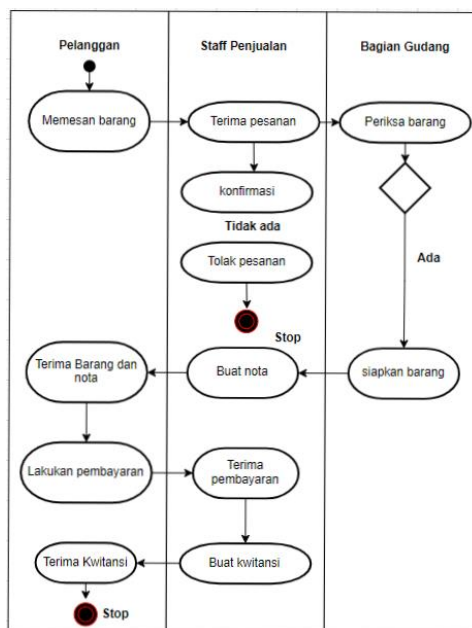 Pelanggan
Staff Penjualan
Bagian Gudang
Memesan barang
Terima pesanan
Periksa barang
konfirmasi
Tidak ada
Tolak pesanan
Ada
Stop
Terima Barang dan
nota
Buat nota
siapkan barang
Lakukan pembayaran
Terima
pembayaran
Terima Kwitansi
Buat kwitansi
Stop